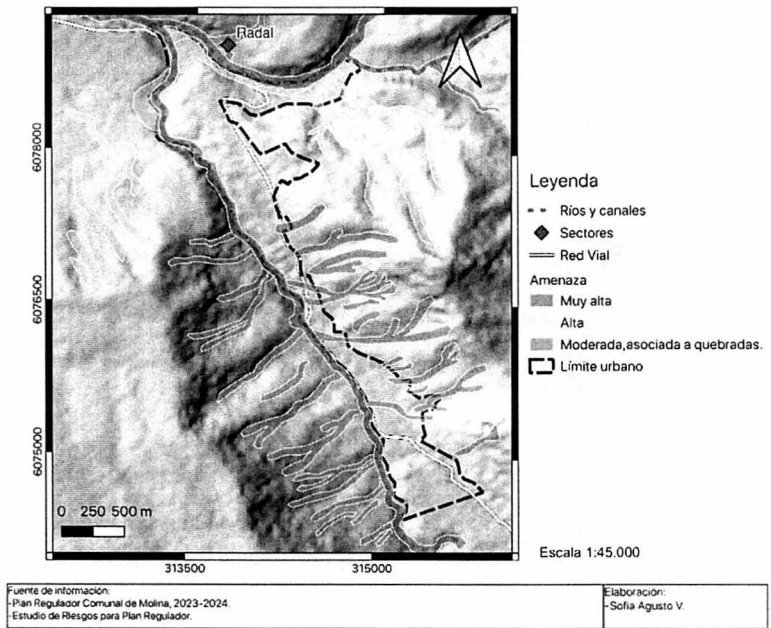 Radal
6078000
6076500
6075000
0 250 500 m
313500
315000
Leyenda
Ríos y canales
Sectores
Red Vial
Amenaza
Muy alta
Alta
Moderada,asociada a quebradas.
Límite urbano
Escala 1:45.000
Fuente de información:
-Plan Regulador Comunal de Molina, 2023-2024.
-Estudio de Riesgos para Plan Regulador.
Elaboración:
-Sofia Agusto V.